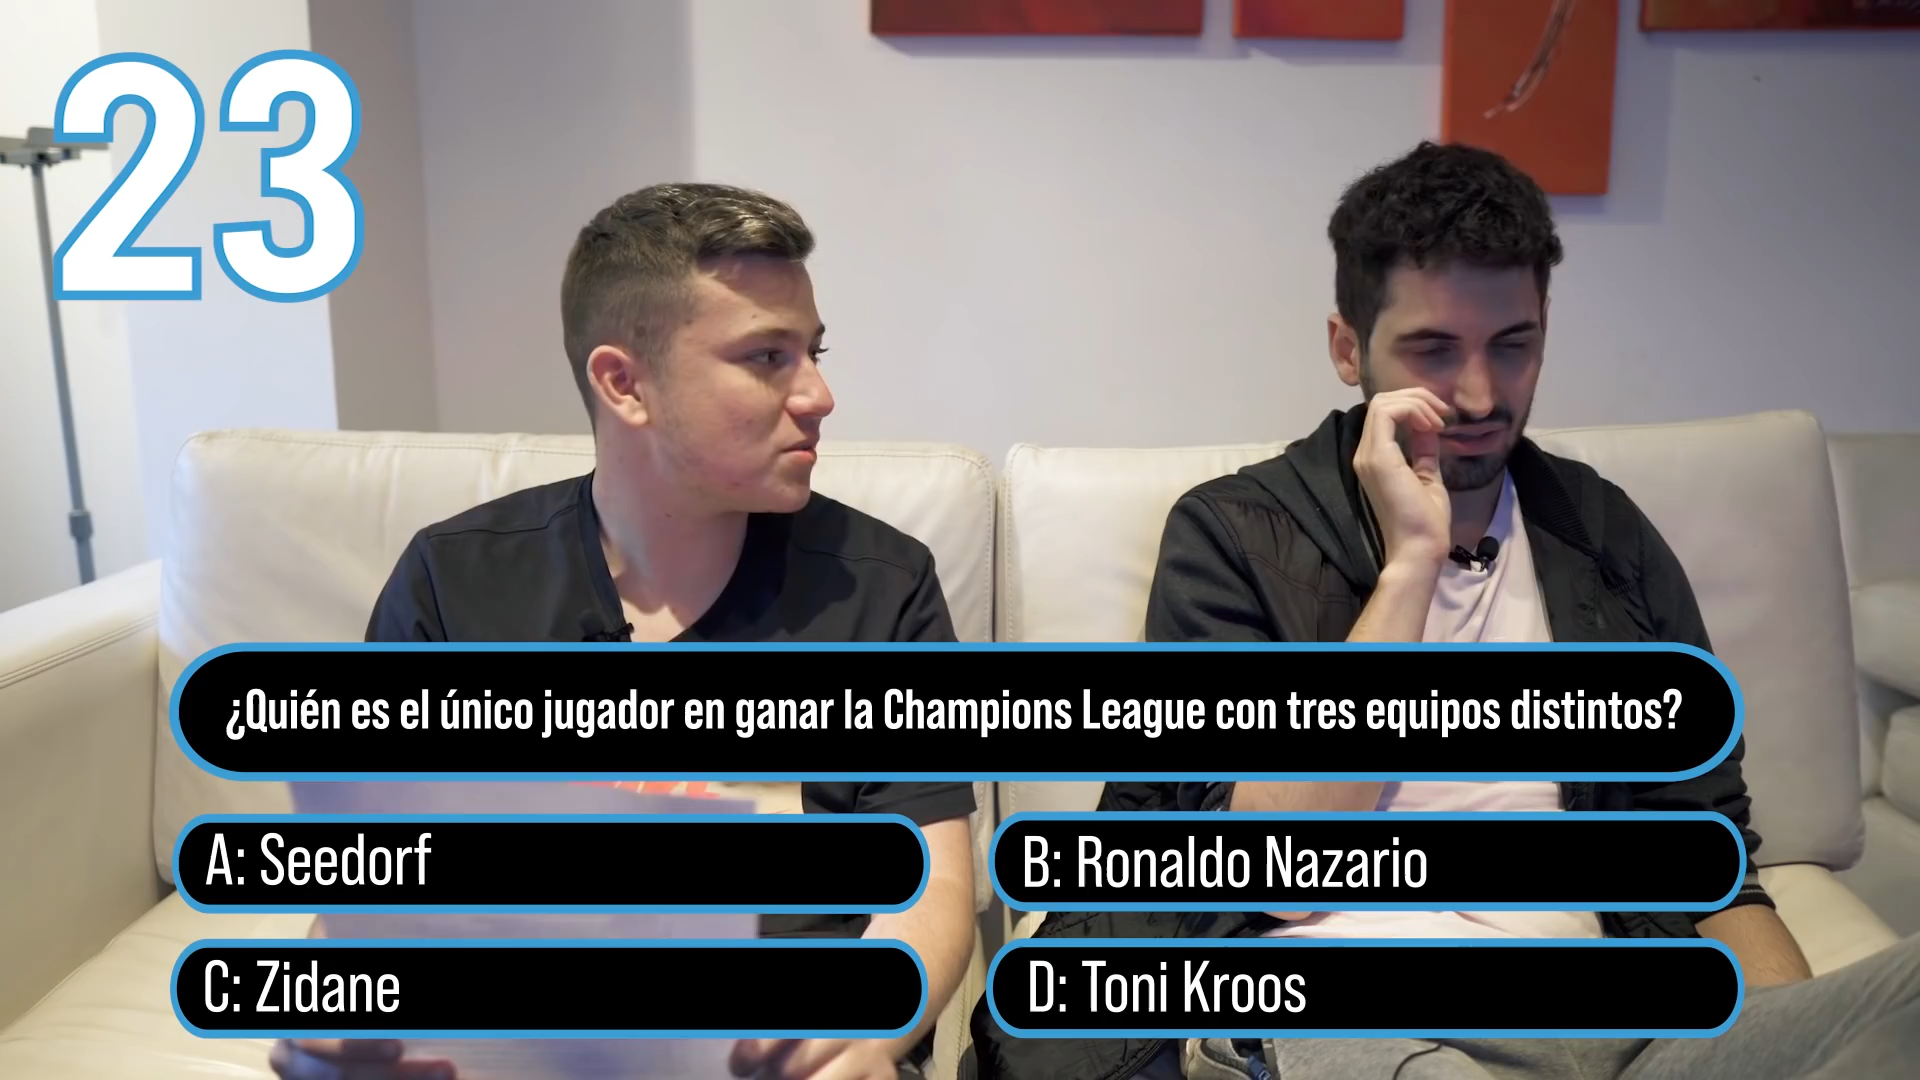 23
¿Quién es el único jugador en ganar la Champions League con tres equipos distintos?
A: Seedorf
B: Ronaldo Nazario
C: Zidane
D: Toni Kroos